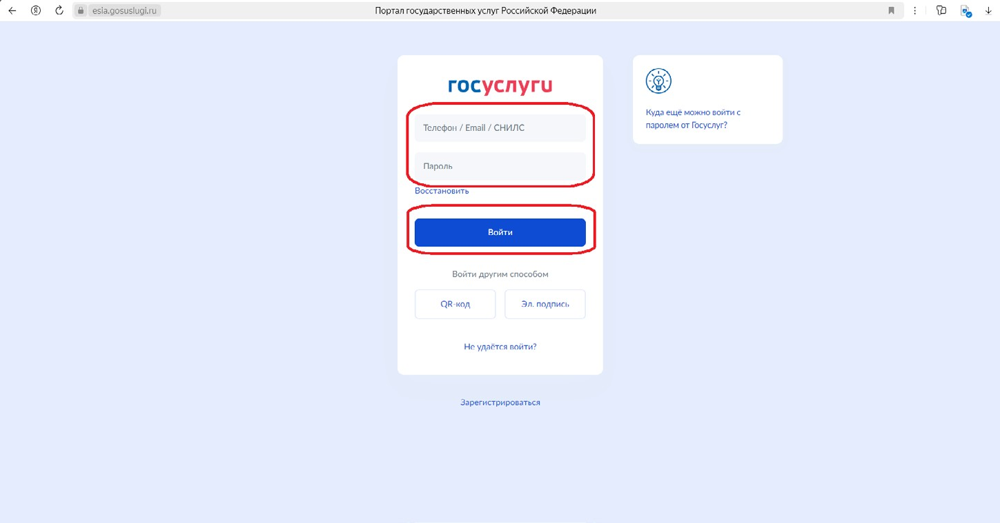 esia.gosuslugi.ru
Портал государственных услуг Российской Федерации
госуслуги
Телефон / Email / СНИЛС
Пароль
Восстановить
Войти
Войти другим способом
QR-код
Эл. подпись
Не удаётся войти?
Зарегистрироваться
Куда ещё можно войти с
паролем от Госуслуг?